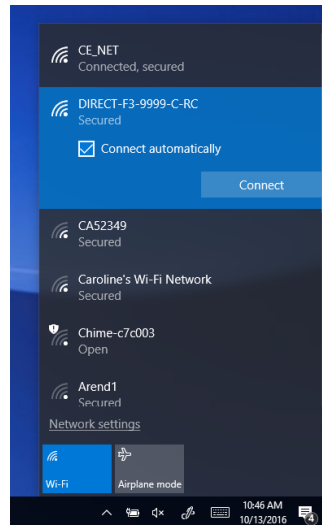 CE_NET
Connected, secured
DIRECT-F3-9999-C-RC
Secured
Connect automatically
Connect
CA52349
Secured
Caroline's Wi-Fi Network
Secured
Chime-c7c003
Open
Arend1
Secured
Network settings
Wi-Fi
Airplane mode
10:46 AM
10/13/2016
4